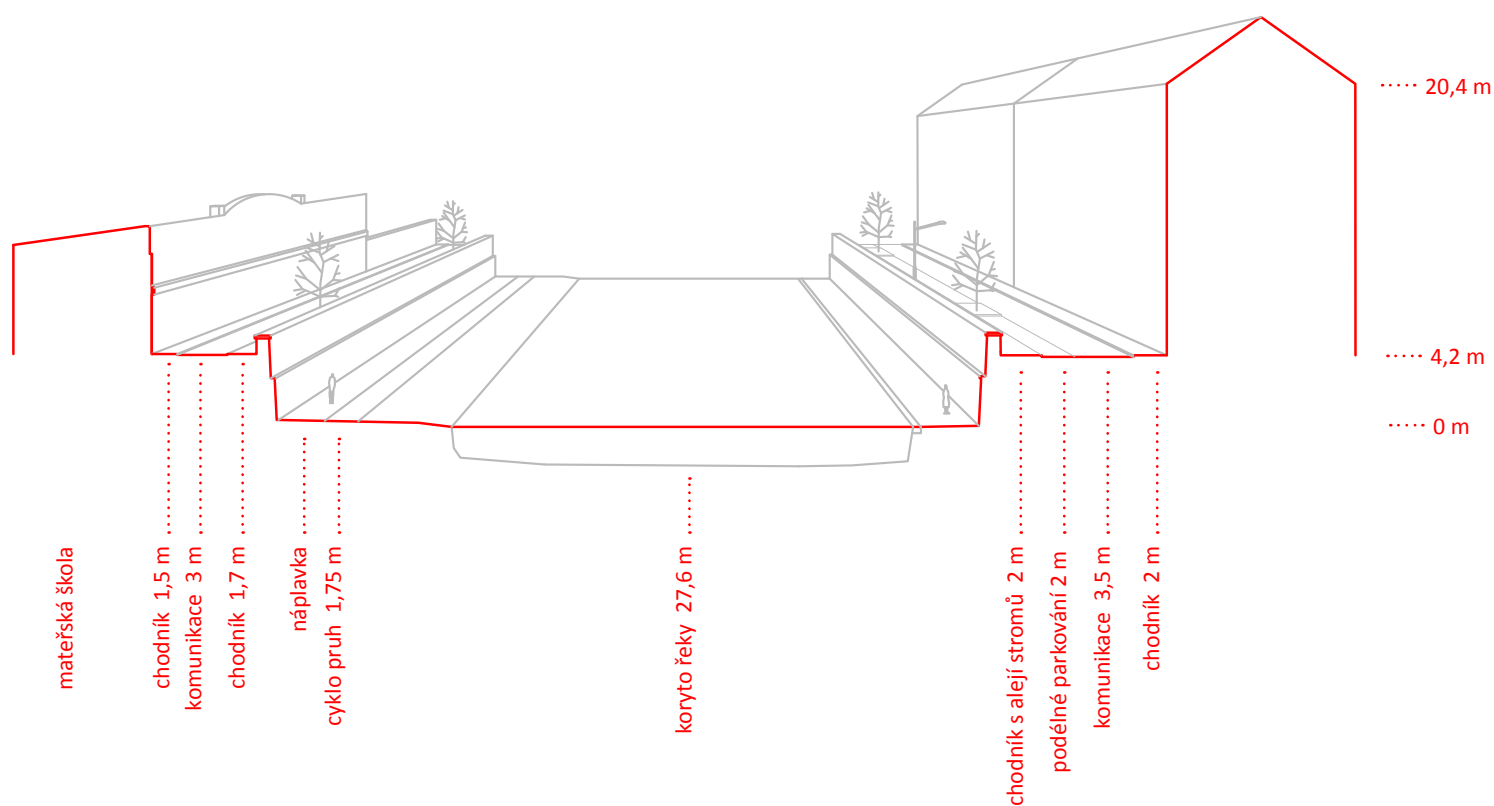 20,4 m
4,2 m
0 m
mateřská škola
chodník 1,5 m
komunikace 3 m
chodník 1,7 m
náplavka
cyklo pruh 1,75 m
koryto řeky 27,6 m
chodník s alejí stromů 2 m
podélné parkování 2 m
komunikace 3,5 m
chodník 2 m